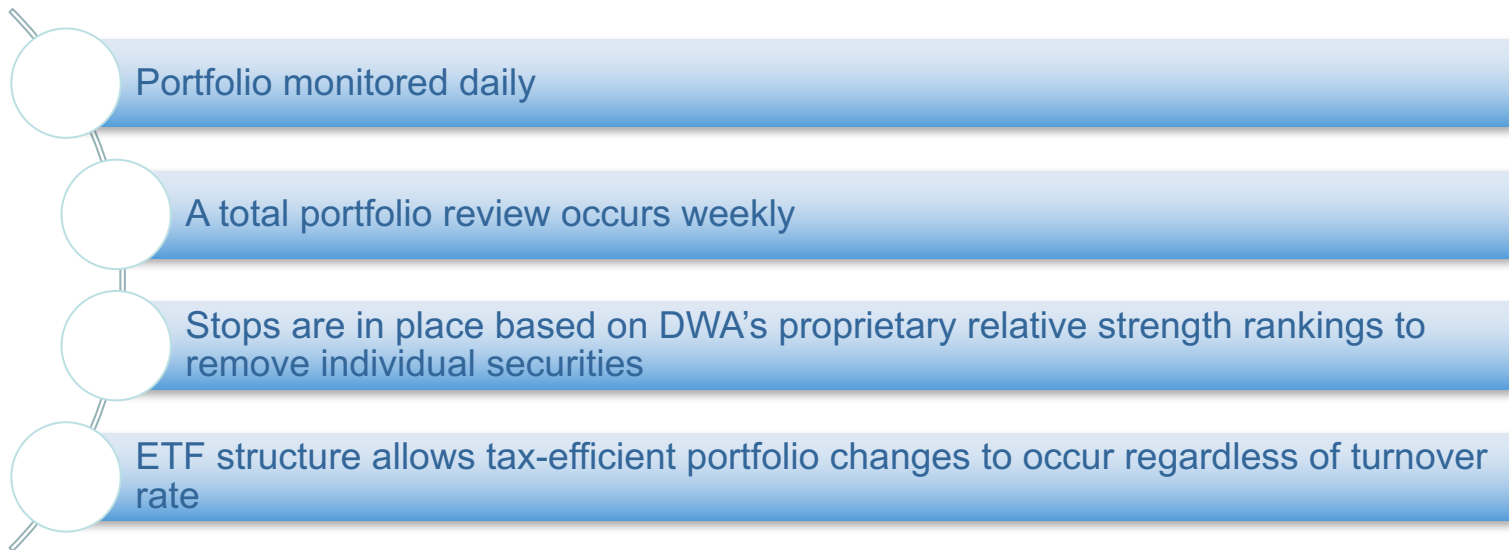 Portfolio monitored daily
A total portfolio review occurs weekly
Stops are in place based on DWA’s proprietary relative strength rankings to
remove individual securities
ETF structure allows tax-efficient portfolio changes to occur regardless of turnover
rate